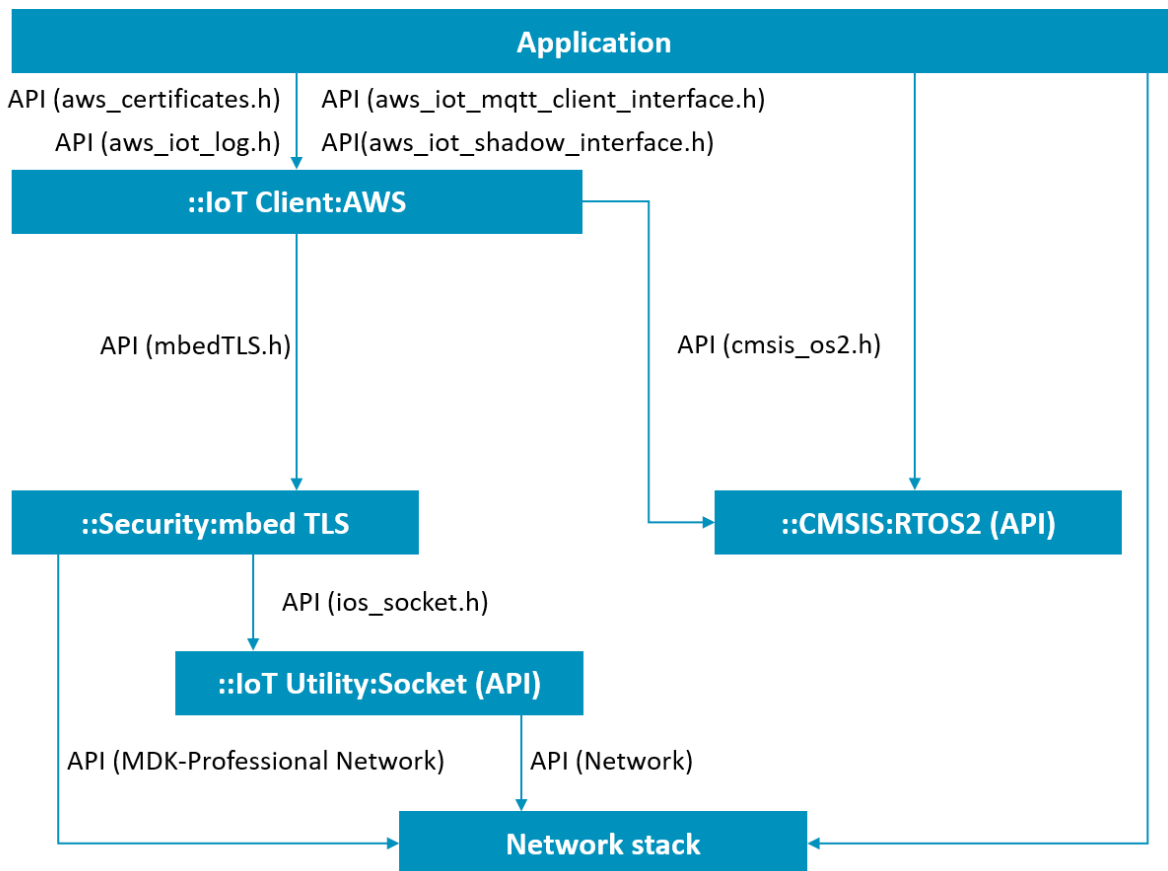 Application
API (aws_certificates.h)
API (aws_iot_mqtt_client_interface.h)
API (aws_iot_log.h)
API(aws_iot_shadow_interface.h)
::IoT Client:AWS
API (mbedTLS.h)
API (cmsis_os2.h)
::Security:mbed TLS
::CMSIS:RTOS2 (API)
API (ios_socket.h)
::IoT Utility:Socket (API)
API (MDK-Professional Network)
API (Network)
Network stack